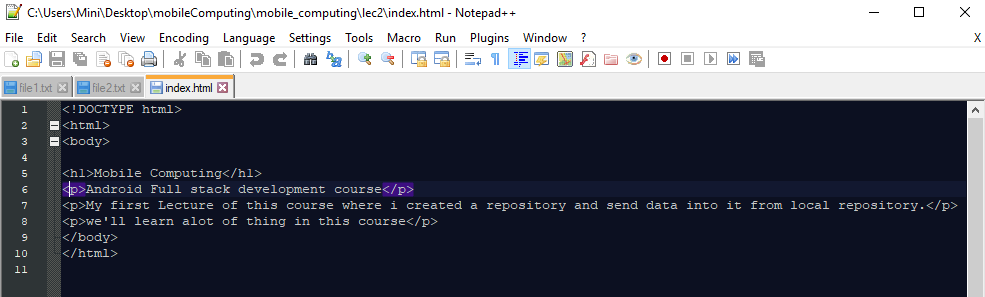 C:\Users\Mini\Desktop\mobileComputing\mobile_computing\lec2\index.html - Notepad++
File Edit Search View Encoding Language Settings Tools Macro Run Plugins Window ? X
file1.txt file2.txt index.html
1 <!DOCTYPE html>
2 <html>
3 <body>
4
5 <h1>Mobile Computing</h1>
6 <p>Android Full stack development course</p>
7 <p>My first Lecture of this course where i created a repository and send data into it from local repository.</p>
8 <p>we'll learn alot of thing in this course</p>
9 </body>
10 </html>
11